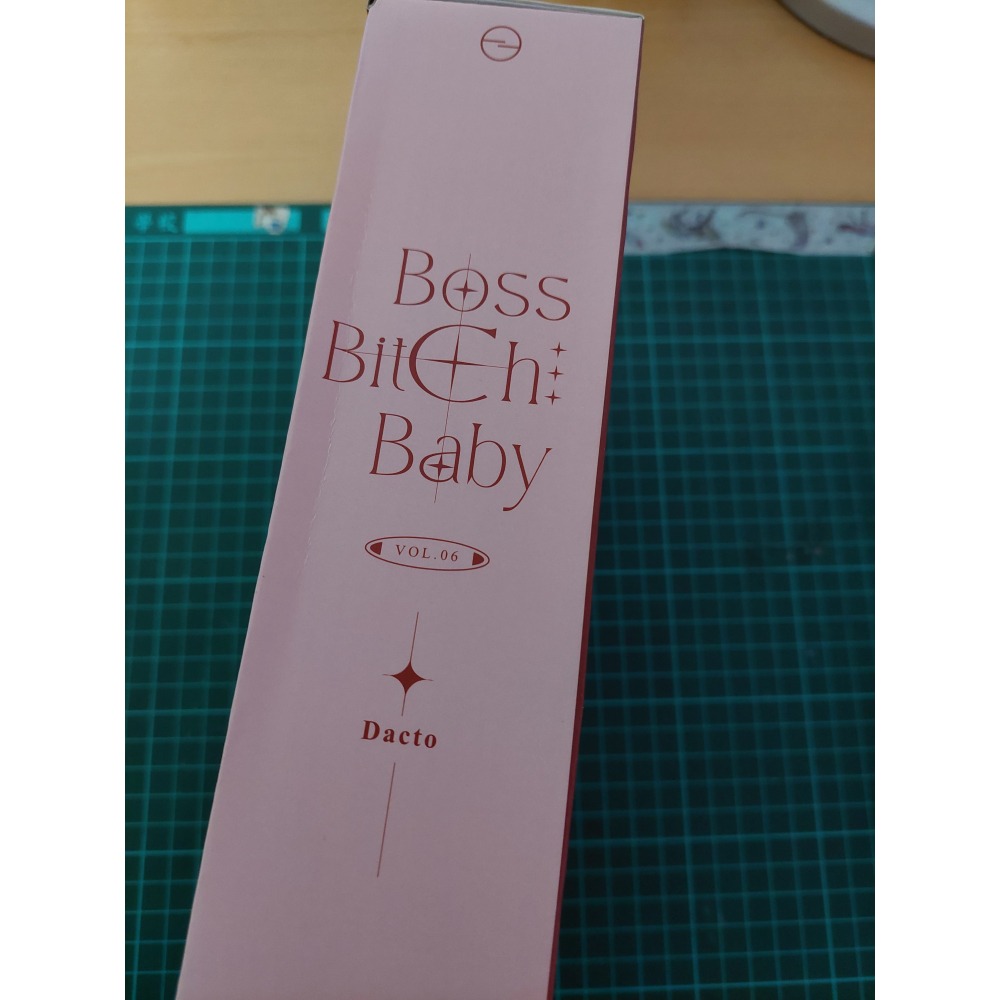 Boss
Bitch
Baby
VOL.06
Dacto